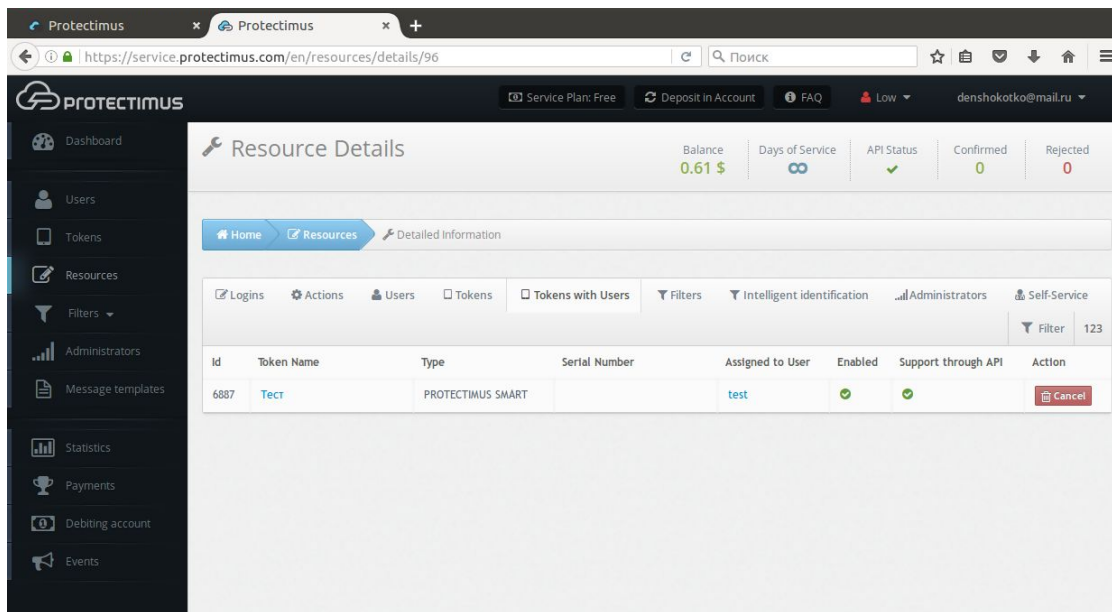 Protectimus
Protectimus
https://service.protectimus.com/en/resources/details/96
Поиск
PROTECTIMUS
Service Plan: Free
Deposit in Account
FAQ
Low
denshokotko@mail.ru
Dashboard
Users
Tokens
Resources
Filters
Administrators
Message templates
Statistics
Payments
Debiting account
Events
Resource Details
Balance
0.61 $
Days of Service
API Status
Confirmed
0
Rejected
0
Home
Resources
Detailed Information
Logins
Actions
Users
Tokens
Tokens with Users
Filters
Intelligent identification
Administrators
Self-Service
Filter
123
Id Token Name Type Serial Number Assigned to User Enabled Support through API Action
6887 Тест PROTECTIMUS SMART test Cancel